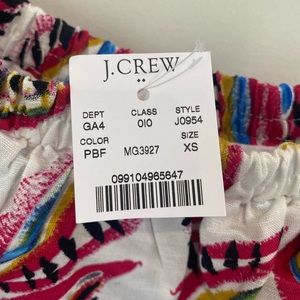 J.CREW
DEPT CLASS STYLE
GA4 010 J0954
COLOR SIZE
PBF MG3927 XS
099104965647